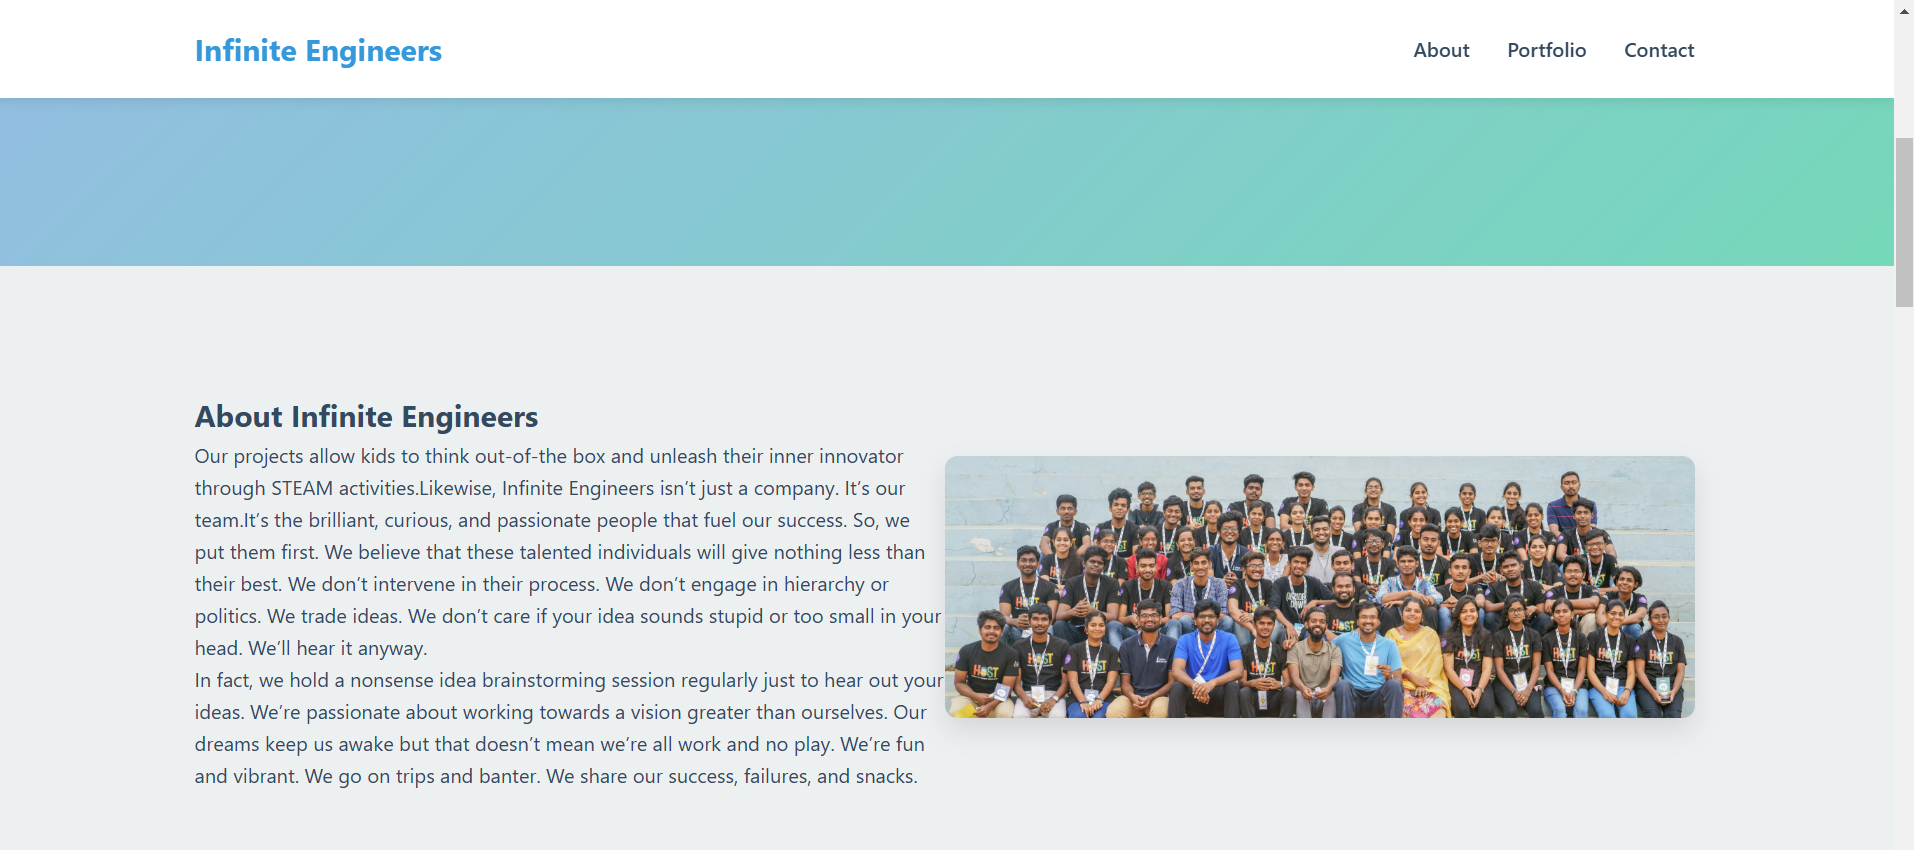 Infinite Engineers
About Portfolio Contact
About Infinite Engineers
Our projects allow kids to think out-of-the box and unleash their inner innovator
through STEAM activities.Likewise, Infinite Engineers isn’t just a company. It’s our
team.It’s the brilliant, curious, and passionate people that fuel our success. So, we
put them first. We believe that these talented individuals will give nothing less than
their best. We don’t intervene in their process. We don’t engage in hierarchy or
politics. We trade ideas. We don’t care if your idea sounds stupid or too small in your
head. We’ll hear it anyway.
In fact, we hold a nonsense idea brainstorming session regularly just to hear out your
ideas. We’re passionate about working towards a vision greater than ourselves. Our
dreams keep us awake but that doesn’t mean we’re all work and no play. We’re fun
and vibrant. We go on trips and banter. We share our success, failures, and snacks.